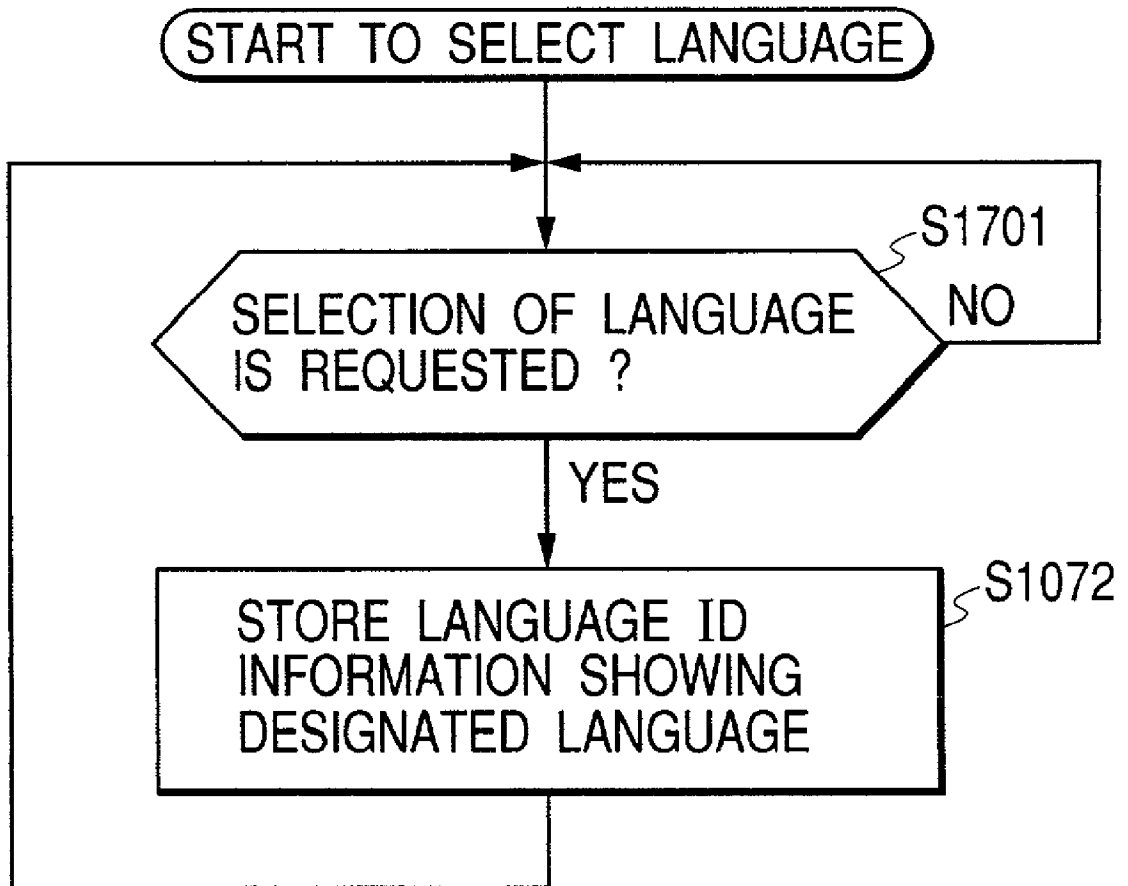 START TO SELECT LANGUAGE
S1701
SELECTION OF LANGUAGE
IS REQUESTED ?
NO
YES
S1072
STORE LANGUAGE ID
INFORMATION SHOWING
DESIGNATED LANGUAGE